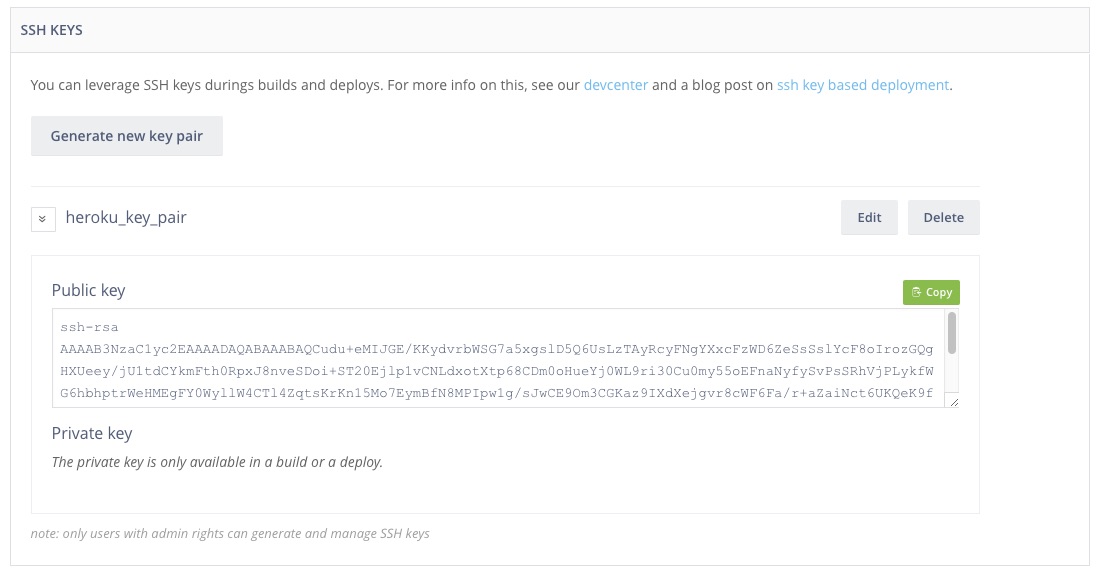 SSH KEYS
You can leverage SSH keys durings builds and deploys. For more info on this, see our devcenter and a blog post on ssh key based deployment.
Generate new key pair
heroku_key_pair
Edit
Delete
Public key
Copy
ssh-rsa
AAAAB3NzaC1yc2EAAAADAQABAAABAQCudu+eMIJGE/KKydvrbWSG7a5xgslD5Q6UsLzTAyRcyFNgYXxcFzWD6ZeSsSslYcF8oIrozGQg
HXUeey/jU1tdCYkmFth0RpxJ8nveSDoi+ST20Ejlp1vCNLdxotXtp68CDm0oHueYj0WL9ri30Cu0my55oEFnaNyfySvPsSRhVjPLykfW
G6hbhptrWeHMEgFY0WyllW4CTl4ZqtsKrKn15Mo7EymBfN8MPIpw1g/sJwCE9Om3CGKaz9IXdXejgvr8cWF6Fa/r+aZaiNct6UKQeK9f
Private key
The private key is only available in a build or a deploy.
note: only users with admin rights can generate and manage SSH keys